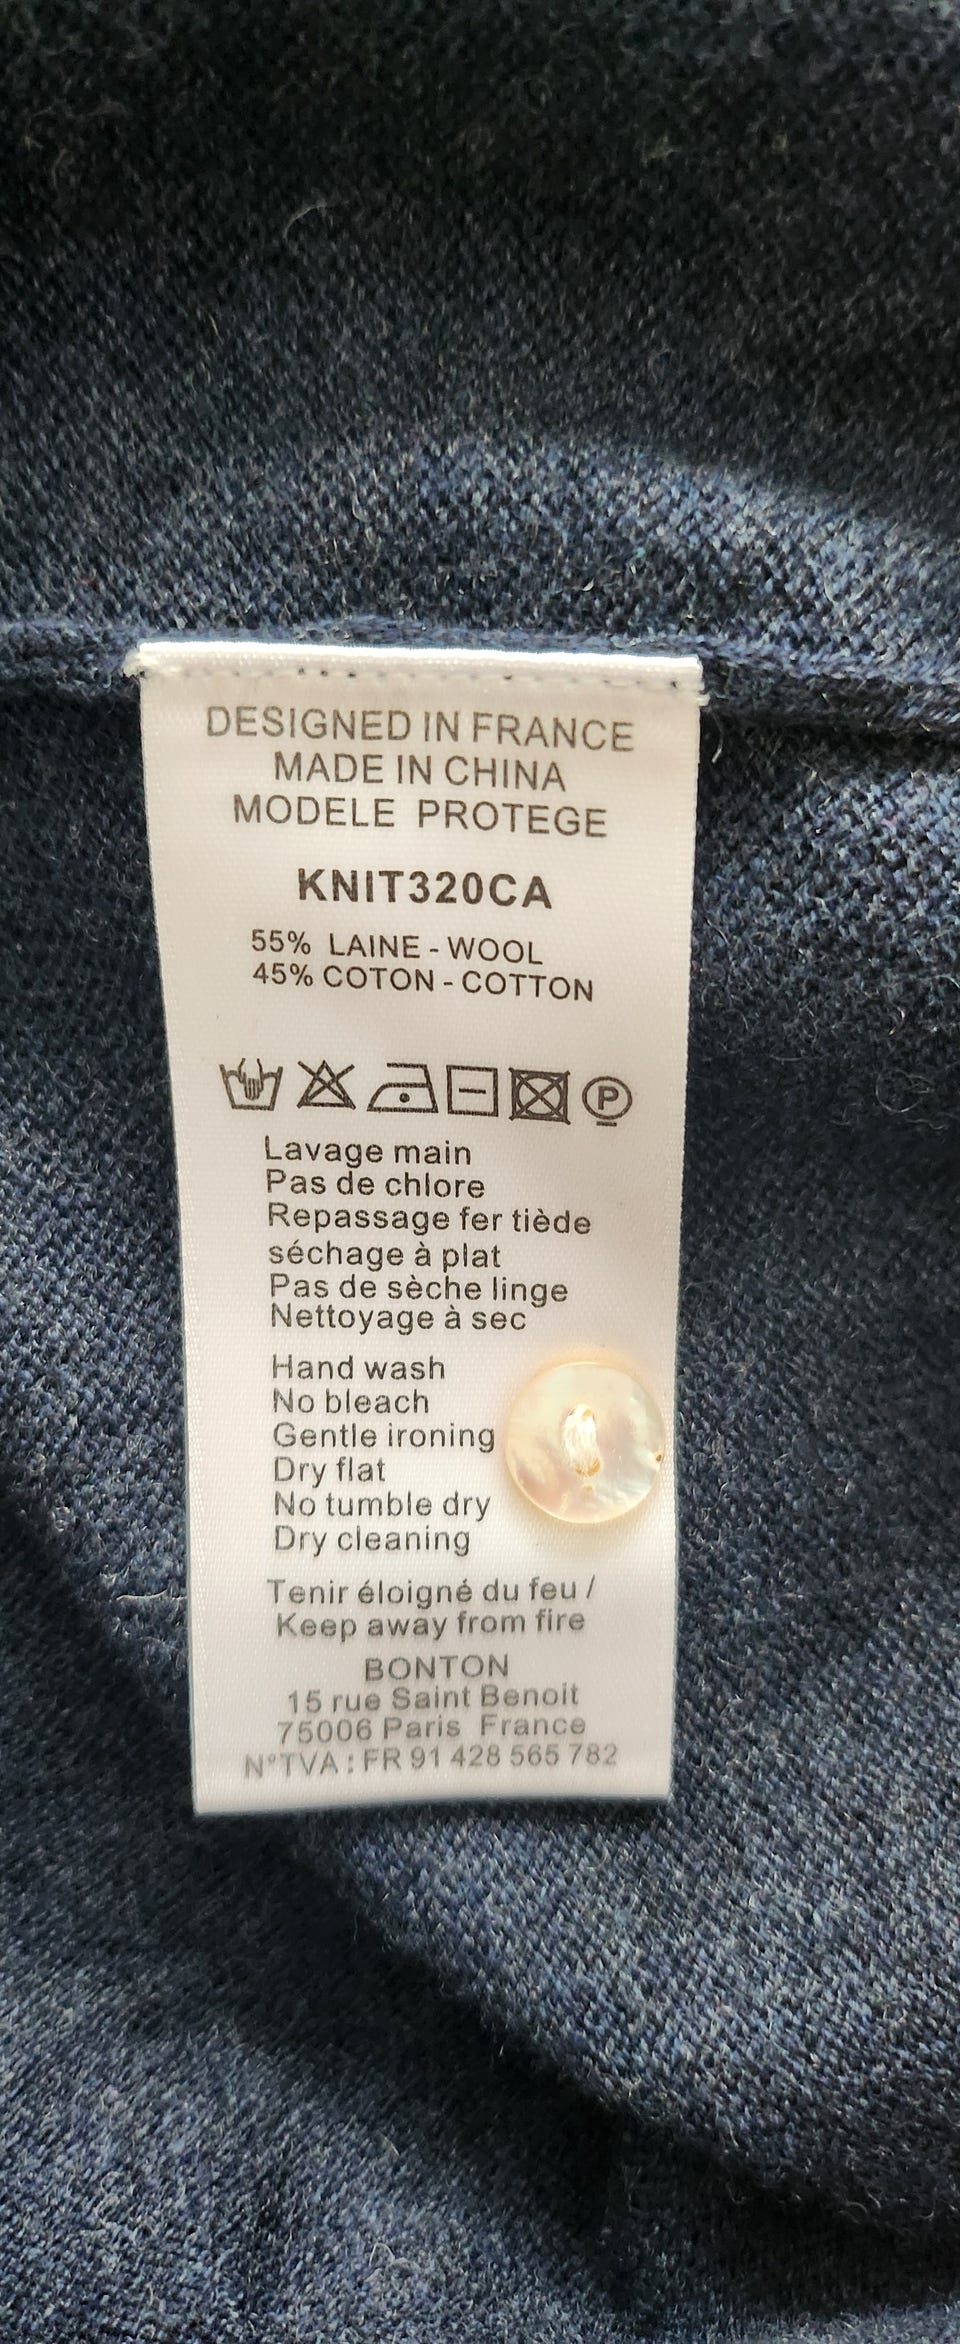 DESIGNED IN FRANCE
MADE IN CHINA
MODELE PROTEGE
KNIT320CA
55% LAINE - WOOL
45% COTON - COTTON
P
Lavage main
Pas de chlore
Repassage fer tiède
séchage à plat
Pas de sèche linge
Nettoyage à sec
Hand wash
No bleach
Gentle ironing
Dry flat
No tumble dry
Dry cleaning
Tenir éloigné du feu /
Keep away from fire
BONTON
15 rue Saint Benoit
75006 Paris France
N°TVA : FR 91 428 565 782